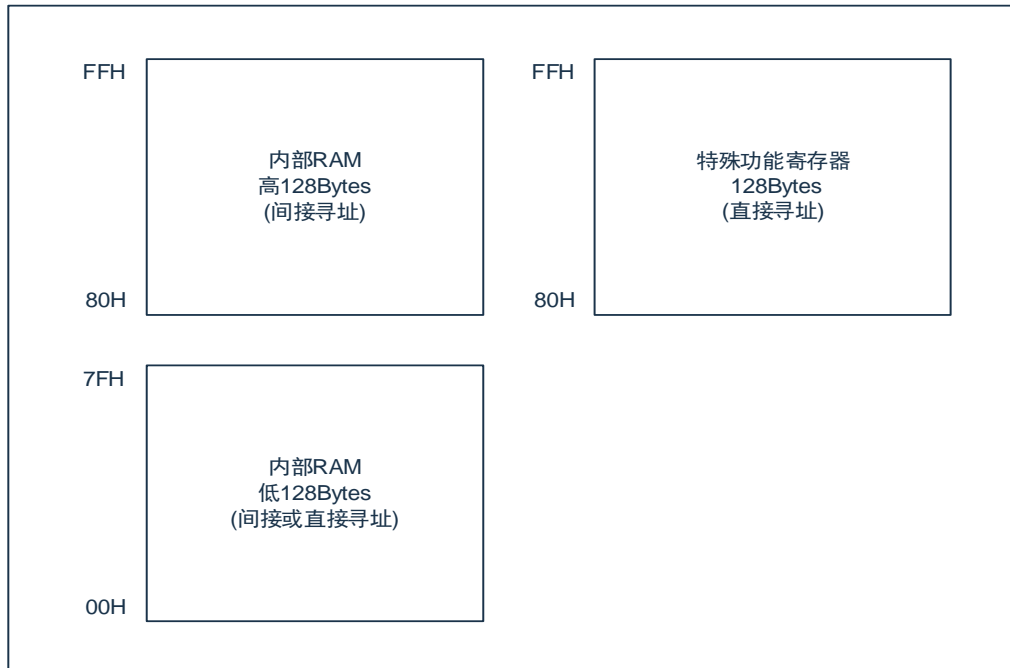 FFH
内部RAM
高128Bytes
(间接寻址)
80H
FFH
特殊功能寄存器
128Bytes
(直接寻址)
80H
7FH
内部RAM
低128Bytes
(间接或直接寻址)
00H